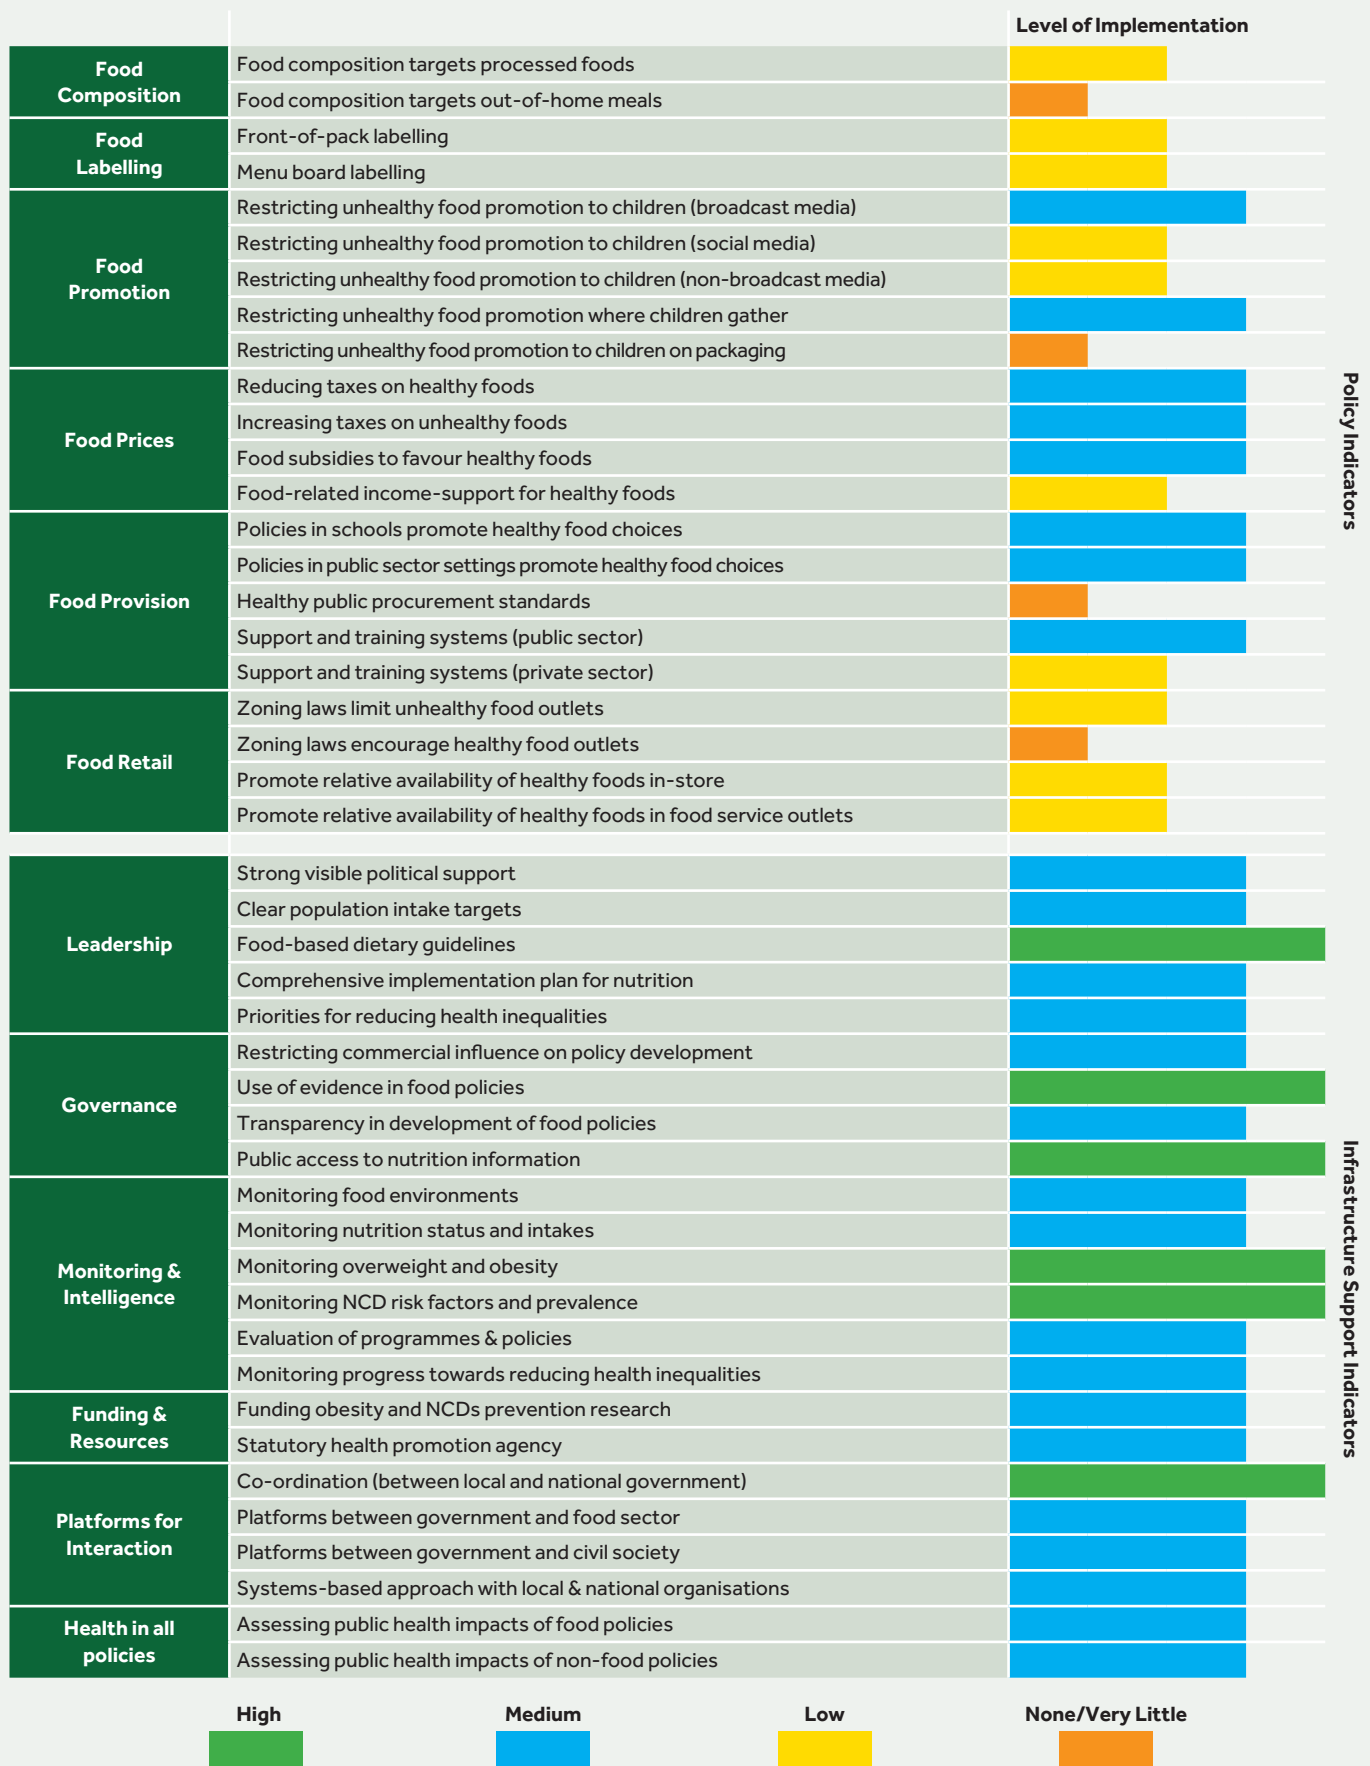 Level of Implementation
Food
Composition
Food composition targets processed foods
Food composition targets out-of-home meals
Food
Labelling
Front-of-pack labelling
Menu board labelling
Food
Promotion
Restricting unhealthy food promotion to children (broadcast media)
Restricting unhealthy food promotion to children (social media)
Restricting unhealthy food promotion to children (non-broadcast media)
Restricting unhealthy food promotion where children gather
Restricting unhealthy food promotion to children on packaging
Food Prices
Reducing taxes on healthy foods
Increasing taxes on unhealthy foods
Food subsidies to favour healthy foods
Food-related income-support for healthy foods
Food Provision
Policies in schools promote healthy food choices
Policies in public sector settings promote healthy food choices
Healthy public procurement standards
Support and training systems (public sector)
Support and training systems (private sector)
Food Retail
Zoning laws limit unhealthy food outlets
Zoning laws encourage healthy food outlets
Promote relative availability of healthy foods in-store
Promote relative availability of healthy foods in food service outlets
Policy Indicators
Leadership
Strong visible political support
Clear population intake targets
Food-based dietary guidelines
Comprehensive implementation plan for nutrition
Priorities for reducing health inequalities
Governance
Restricting commercial influence on policy development
Use of evidence in food policies
Transparency in development of food policies
Public access to nutrition information
Monitoring &
Intelligence
Monitoring food environments
Monitoring nutrition status and intakes
Monitoring overweight and obesity
Monitoring NCD risk factors and prevalence
Evaluation of programmes & policies
Monitoring progress towards reducing health inequalities
Funding &
Resources
Funding obesity and NCDs prevention research
Statutory health promotion agency
Platforms for
Interaction
Co-ordination (between local and national government)
Platforms between government and food sector
Platforms between government and civil society
Systems-based approach with local & national organisations
Health in all
policies
Assessing public health impacts of food policies
Assessing public health impacts of non-food policies
Infrastructure Support Indicators
High
Medium
Low
None/Very Little